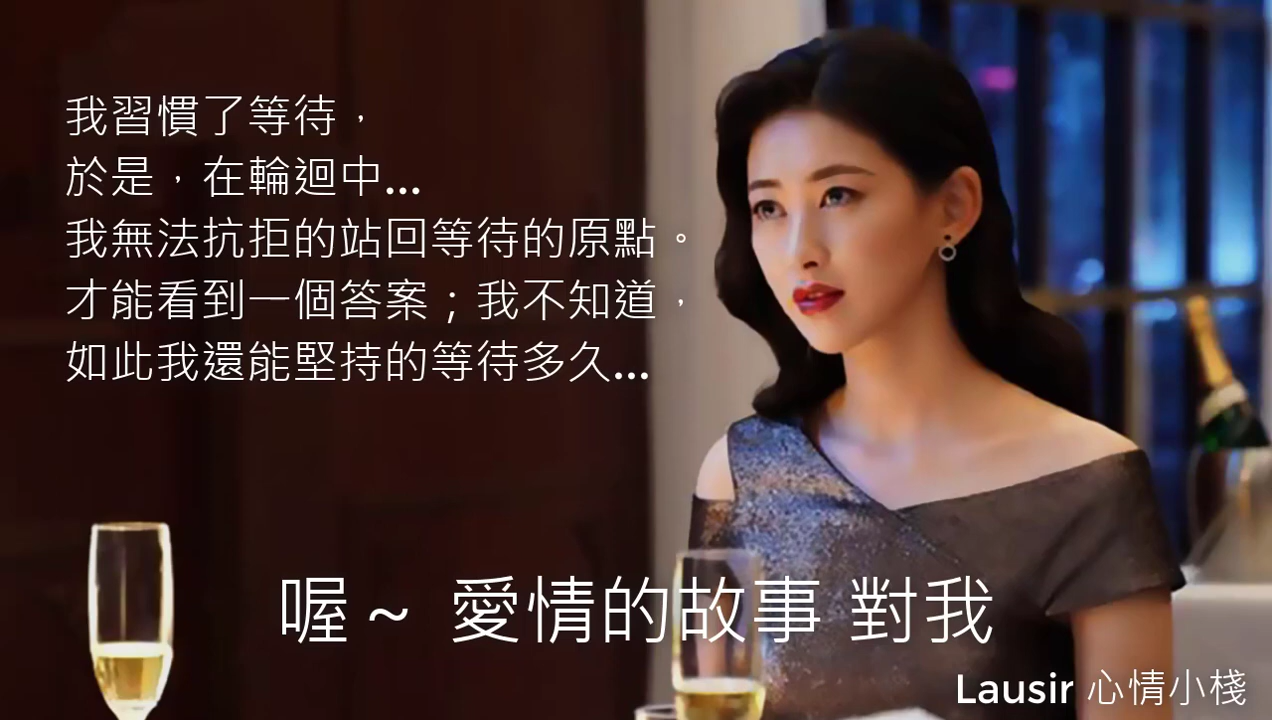 我習慣了等待，
於是，在輪迴中...
我無法抗拒的站回等待的原點。
才能看到一個答案；我不知道，
如此我還能堅持的等待多久...
喔～ 愛情的故事 對我
Lausir 心情小棧